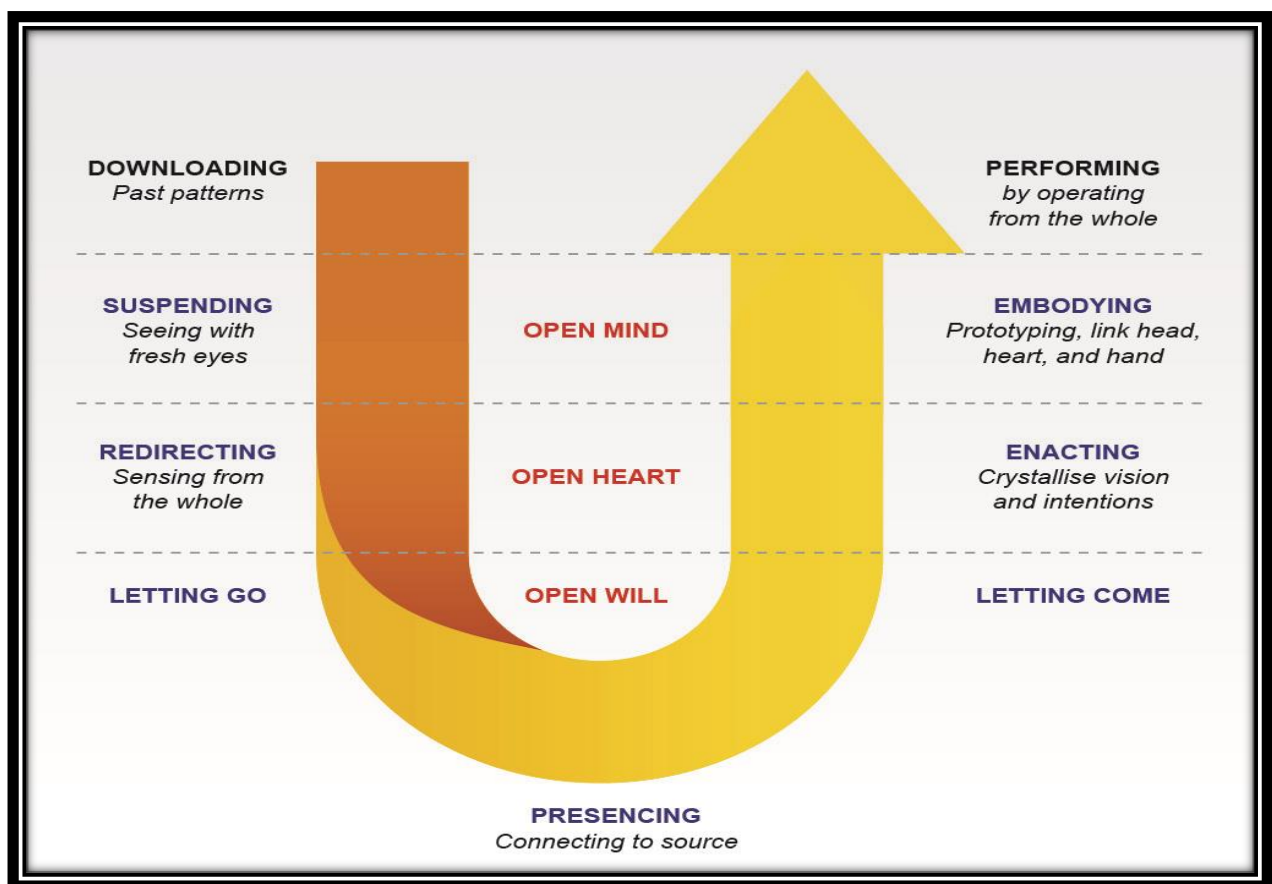 DOWNLOADING
Past patterns
PERFORMING
by operating
from the whole
SUSPENDING
Seeing with
fresh eyes
OPEN MIND
EMBODYING
Prototyping, link head,
heart, and hand
REDIRECTING
Sensing from
the whole
OPEN HEART
ENACTING
Crystallise vision
and intentions
LETTING GO
OPEN WILL
LETTING COME
PRESENCING
Connecting to source